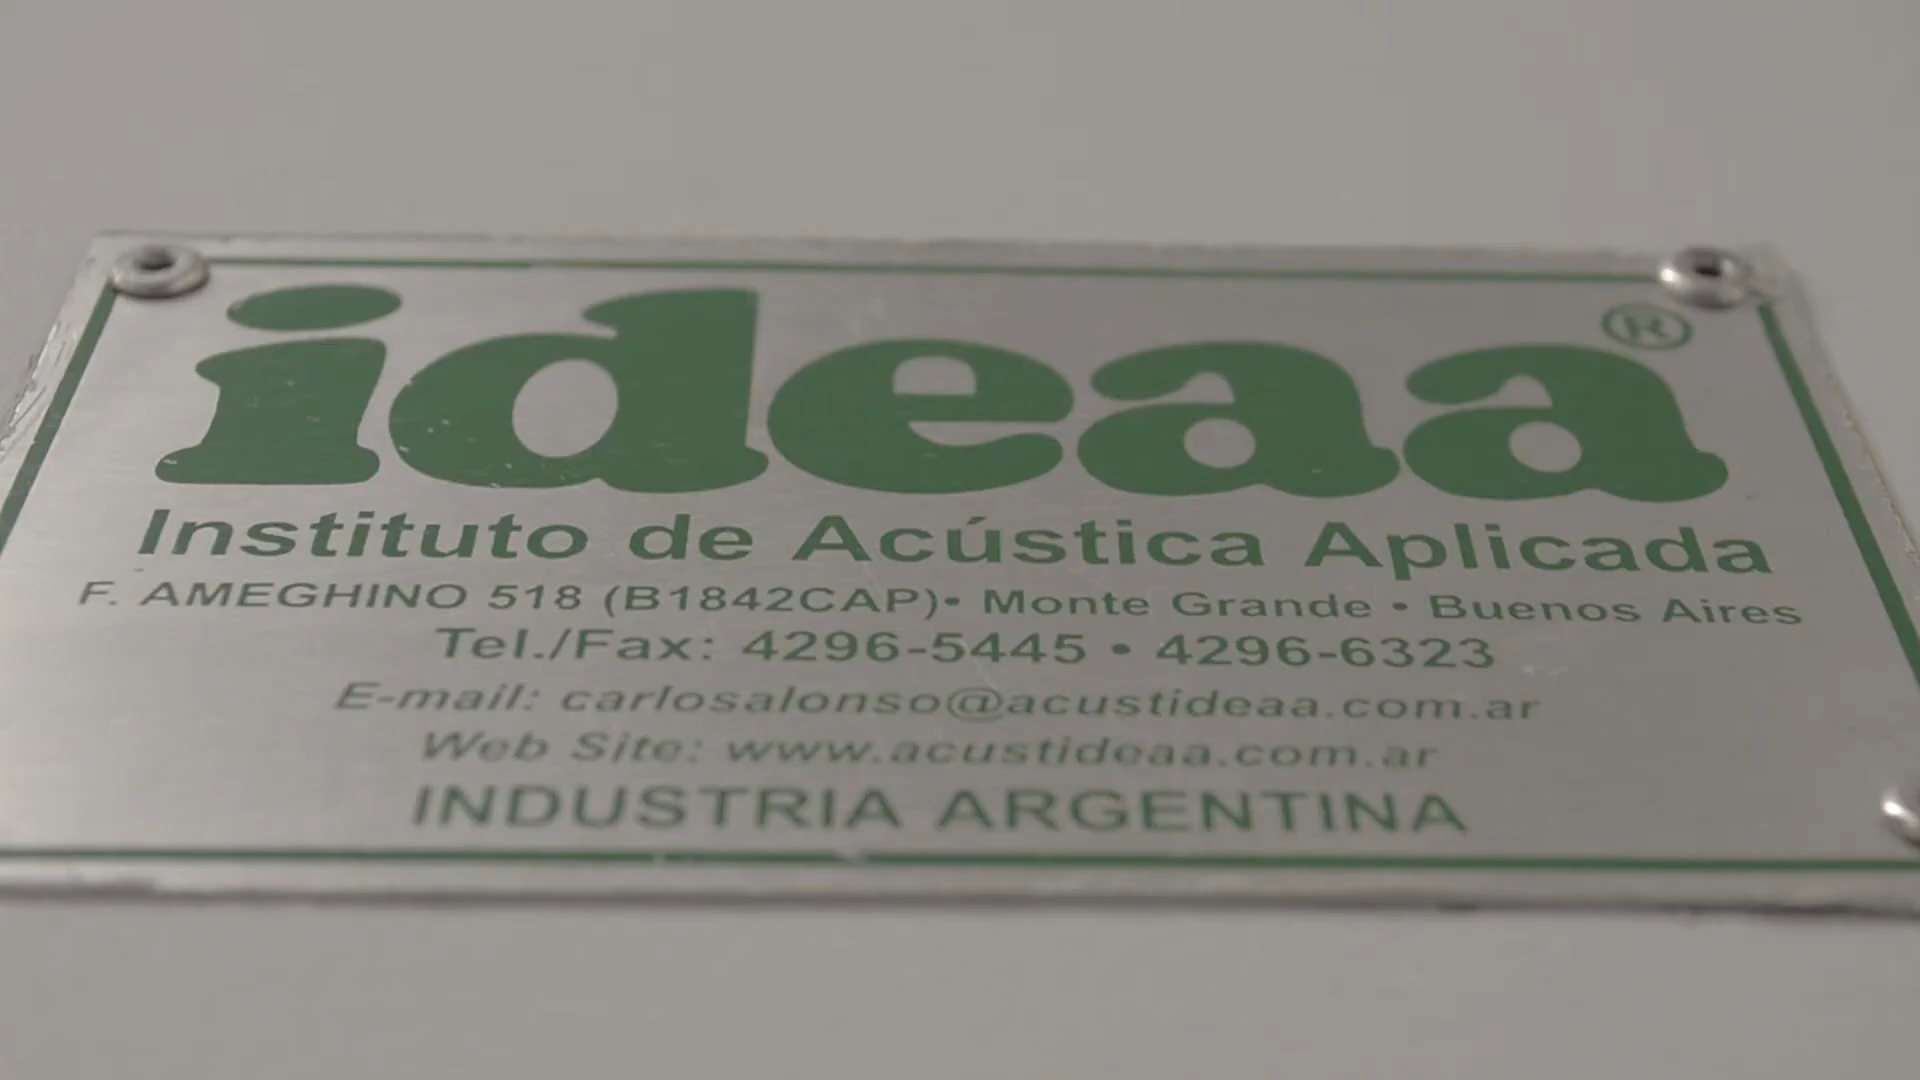 ideaa®
Instituto de Acústica Aplicada
F. AMEGHINO 518 (B1842CAP)• Monte Grande • Buenos Aires
Tel./Fax: 4296-5445 • 4296-6323
E-mail: carlosalonso@acustideaa.com.ar
Web Site: www.acustideaa.com.ar
INDUSTRIA ARGENTINA